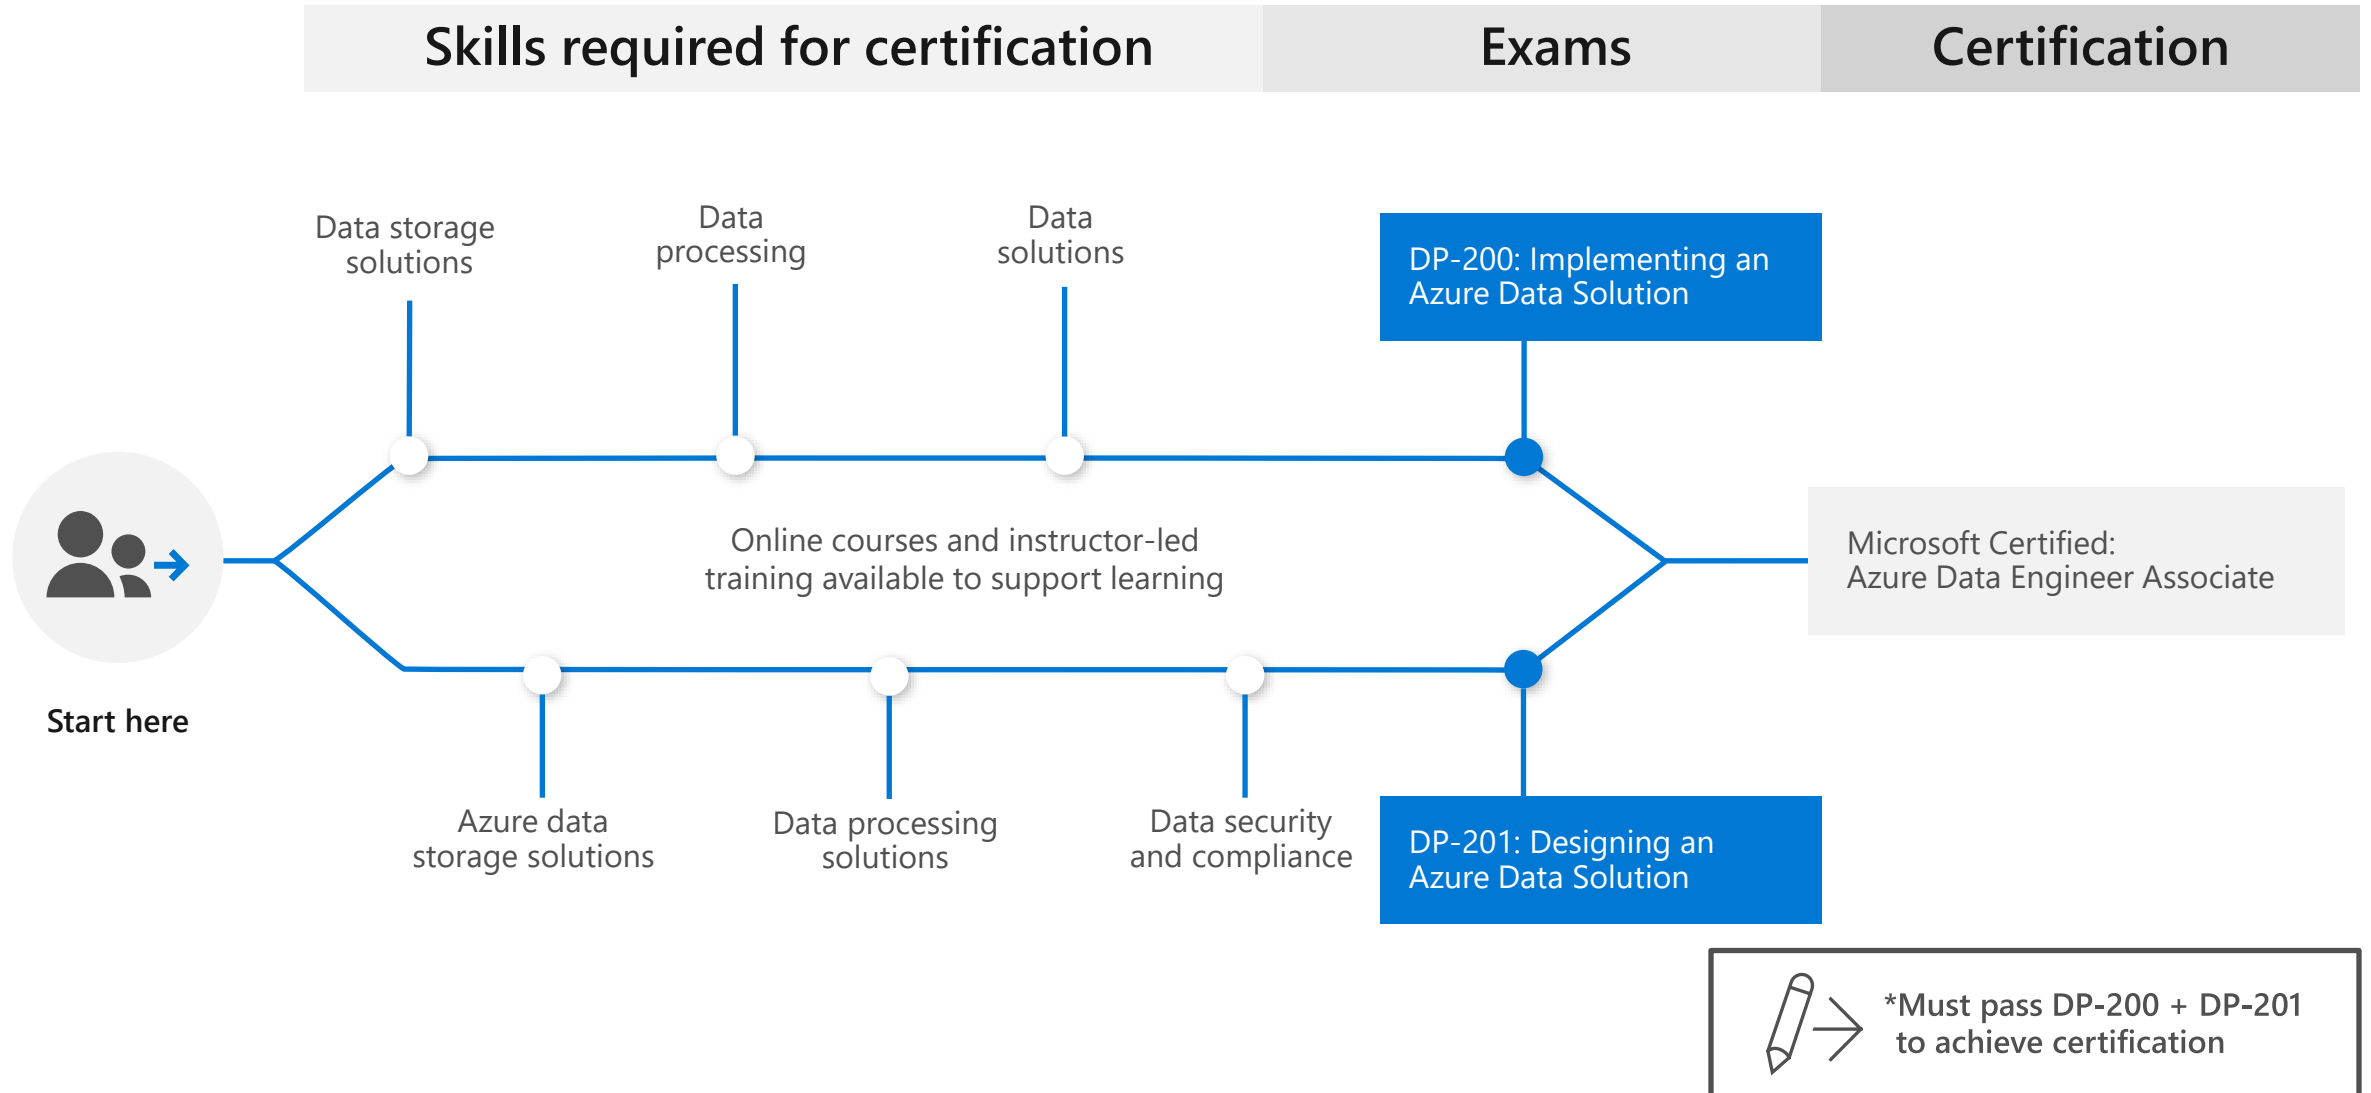 Skills required for certification
Exams
Certification
Data storage
solutions
Data
processing
Data
solutions
DP-200: Implementing an
Azure Data Solution
Online courses and instructor-led
training available to support learning
Microsoft Certified:
Azure Data Engineer Associate
Start here
Azure data
storage solutions
Data processing
solutions
Data security
and compliance
DP-201: Designing an
Azure Data Solution
*Must pass DP-200 + DP-201
to achieve certification